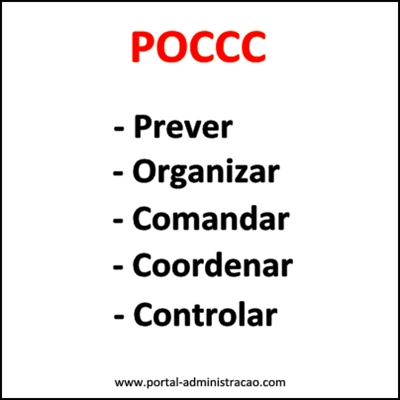 POCCC
- Prever
- Organizar
- Comandar
- Coordenar
- Controlar
www.portal-administracao.com